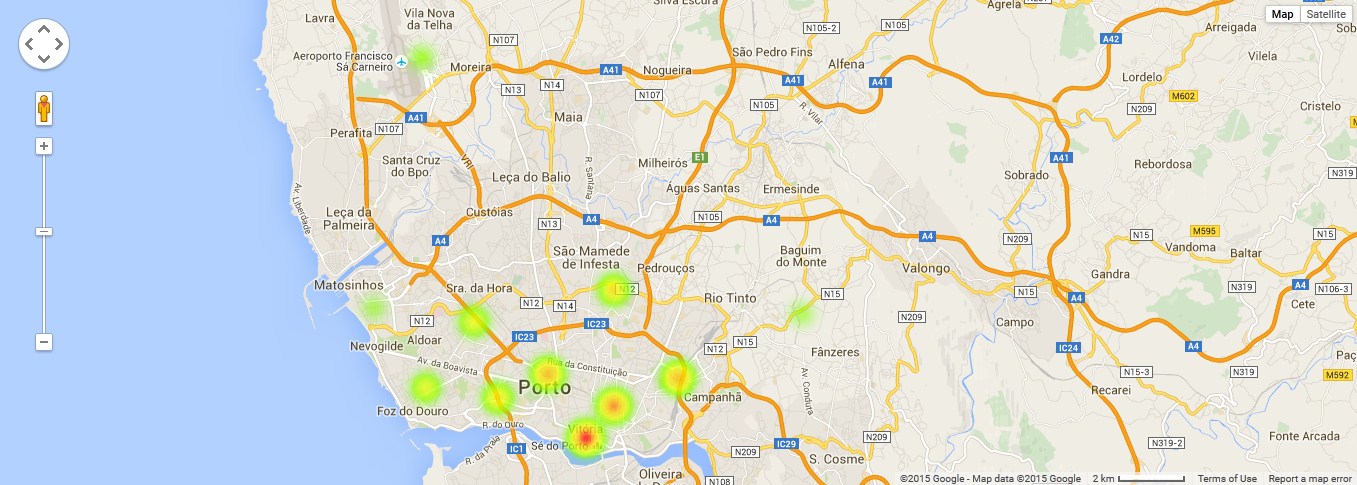 Lavra
Vila Nova
da Telha
Silva Escura
N105-2
N105
Agrela
Map
Satellite
Arreigada
Sob
N107
A42
Vilela
Aeroporto Francisco
Sá Carneiro
Moreira
A41
Nogueira
São Pedro Fins
Alfena
A41
A41
Lordelo
N13
N14
N107
N105
R. Vilar
N209
M602
Cristelo
A41
Maia
Perafita
N107
VRI
Santa Cruz
do Bpo.
R. Santana
Milheirós
E1
A41
Rebordosa
N319
Leça do Balio
Águas Santas
Ermesinde
Sobrado
Av. Liberdade
Leça da
Palmeira
Custóias
N13
A4
N105
A4
A4
N209
N15
M595
N15
A4
São Mamede
de Infesta
Pedrouços
Baguim
do Monte
Valongo
Vandoma
Baltar
Gandra
Matosinhos
Sra. da Hora
N12
N12
N14
Rio Tinto
N15
N15
A4
N319
A4
N106-3
Cete
N12
IC23
IC23
N209
Campo
Nevogilde
Aldoar
N12
N15
Fânzeres
IC24
A4
Paç
Av. da Boavista
Rua da Constituição
Porto
N15-3
N319
M592
Campanhã
Av. Conduta
Recarei
Foz do Douro
R. do Ouro
Vitória
Sé do Porto
R. da Praia
IC1
N15
IC29
N209
N319-2
Fonte Arcada
S. Cosme
Oliveira
do
N108
©2015 Google - Map data ©2015 Google
2 km
Terms of Use
Report a map error